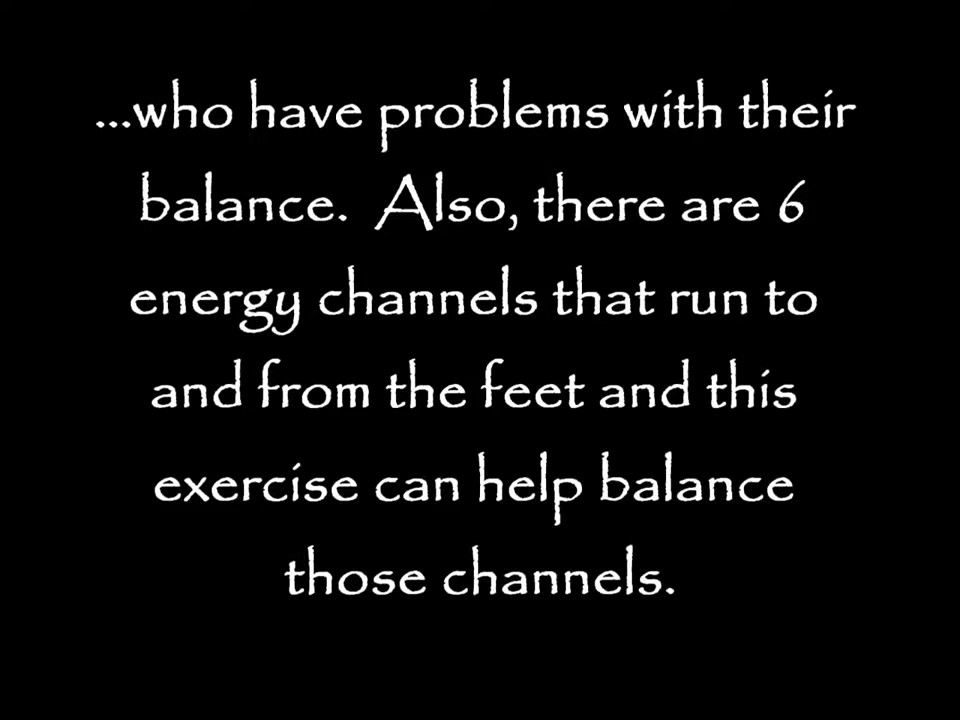 ...who have problems with their
balance.  Also, there are 6
energy channels that run to
and from the feet and this
exercise can help balance
those channels.